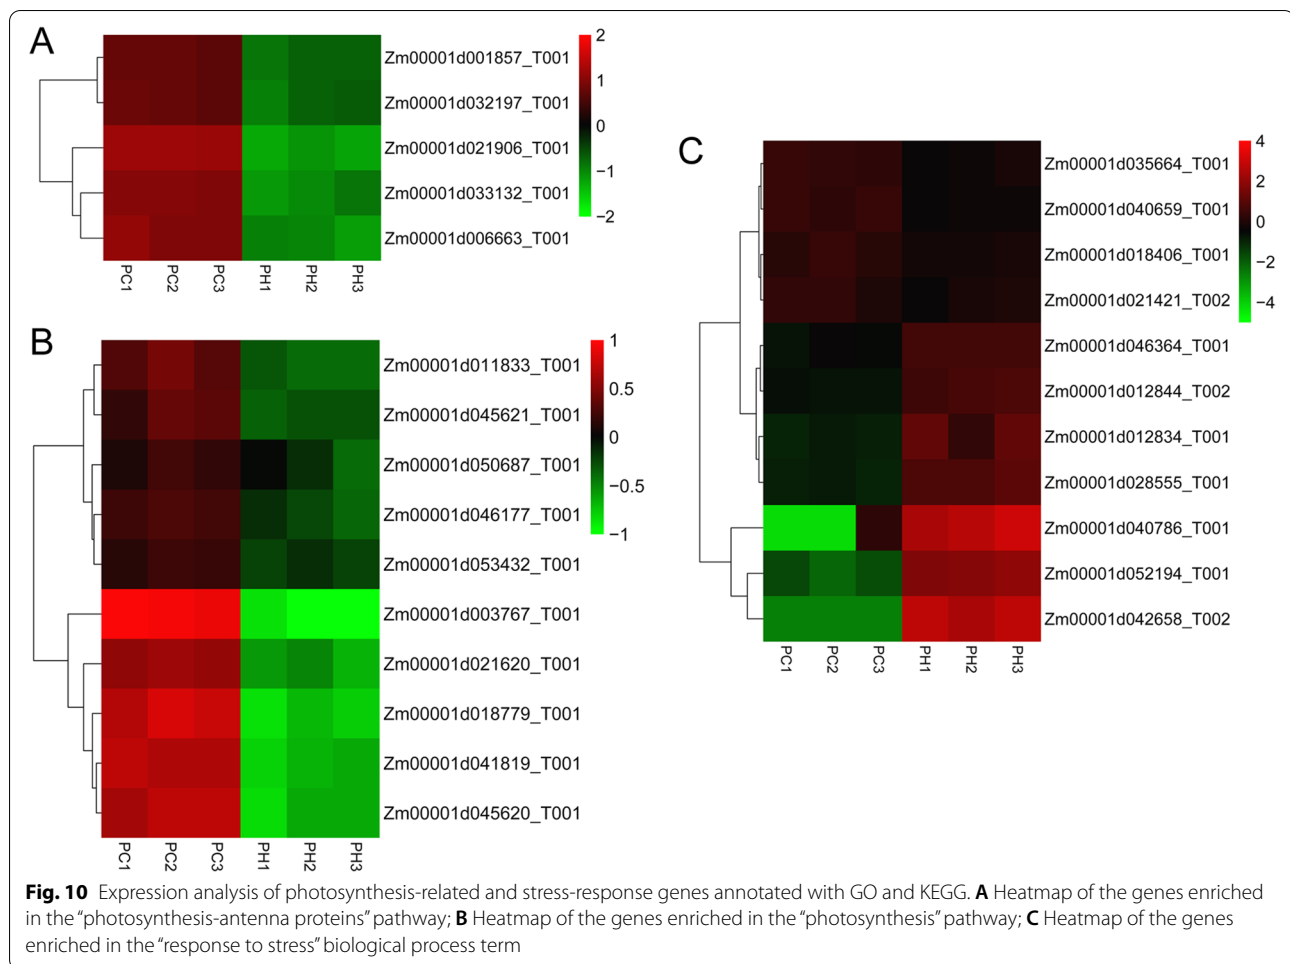 A
Zm00001d001857_T001
Zm00001d032197_T001
Zm00001d021906_T001
Zm00001d033132_T001
Zm00001d006663_T001
2
1
0
−1
−2
PC1 PC2 PC3 PH1 PH2 PH3
B
Zm00001d011833_T001
Zm00001d045621_T001
Zm00001d050687_T001
Zm00001d046177_T001
Zm00001d053432_T001
Zm00001d003767_T001
Zm00001d021620_T001
Zm00001d018779_T001
Zm00001d041819_T001
Zm00001d045620_T001
1
0.5
0
−0.5
−1
PC1 PC2 PC3 PH1 PH2 PH3
C
Zm00001d035664_T001
Zm00001d040659_T001
Zm00001d018406_T001
Zm00001d021421_T002
Zm00001d046364_T001
Zm00001d012844_T002
Zm00001d012834_T001
Zm00001d028555_T001
Zm00001d040786_T001
Zm00001d052194_T001
Zm00001d042658_T002
4
2
0
−2
−4
PC1 PC2 PC3 PH1 PH2 PH3
Fig. 10 Expression analysis of photosynthesis-related and stress-response genes annotated with GO and KEGG. A Heatmap of the genes enriched
in the “photosynthesis-antenna proteins” pathway; B Heatmap of the genes enriched in the “photosynthesis” pathway; C Heatmap of the genes
enriched in the “response to stress” biological process term